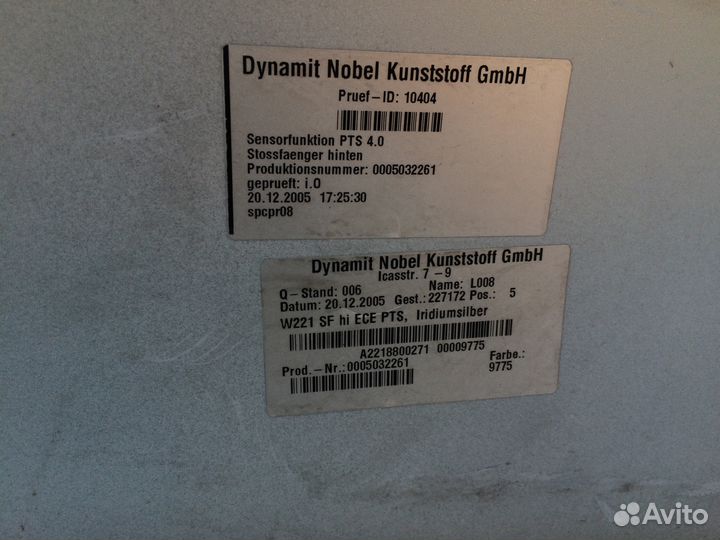 Dynamit Nobel Kunststoff GmbH
Pruef-ID: 10404
Sensorfunktion PTS 4.0
Stossfaenger hinten
Produktionsnummer: 0005032261
geprueft: i.O
20.12.2005 17:25:30
spcpr08
Dynamit Nobel Kunststoff GmbH
Icasstr. 7-9
Q-Stand: 006 Name: L008
Datum: 20.12.2005 Gest.: 227172 Pos.: 5
W221 SF hi ECE PTS, Iridiumsilber
A2218800271 00009775
Prod.-Nr.:0005032261 Farbe.:
9775
Avito